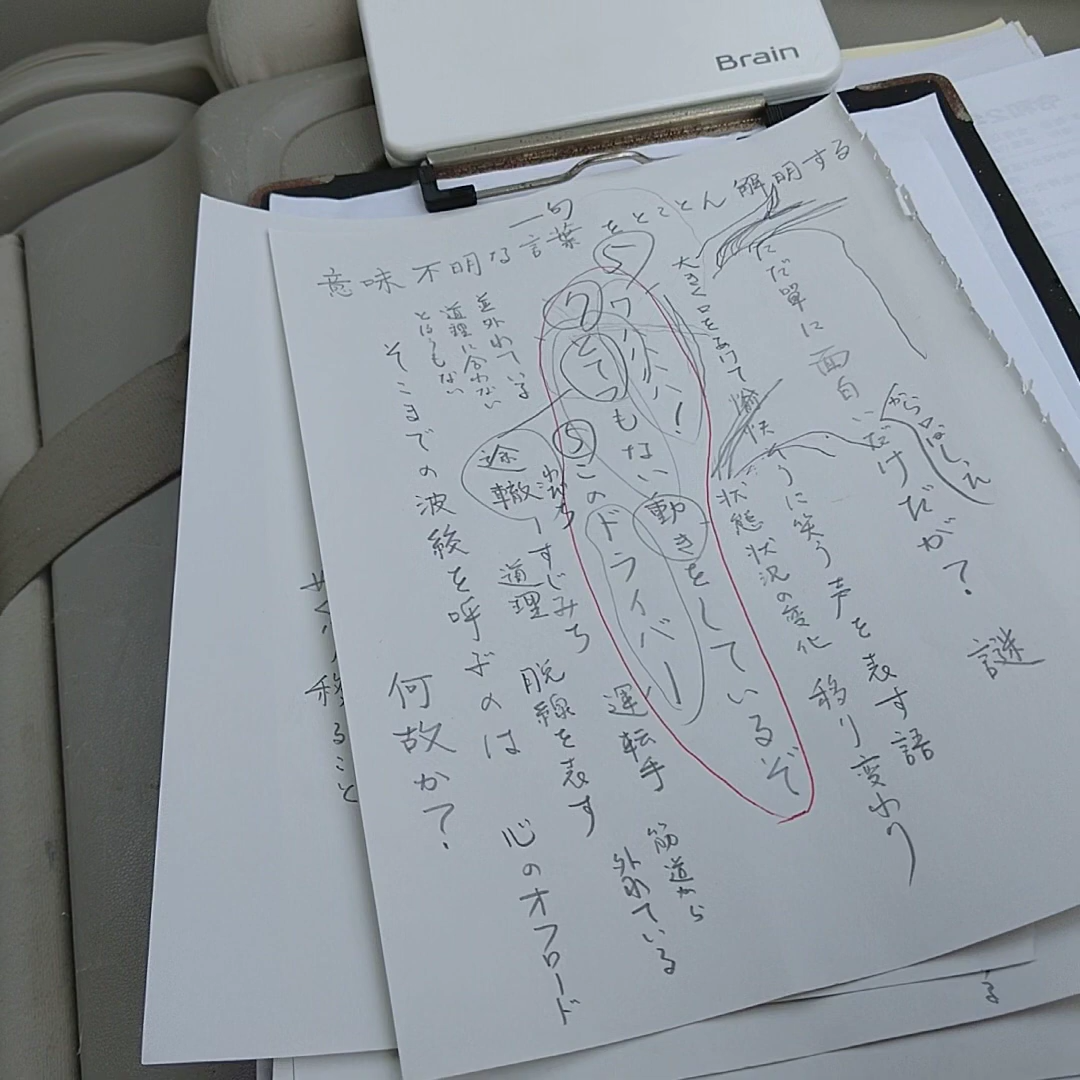 Brain
意味不明な言葉をとことん解明する
一句
ただ単に面白いだけだが?
からはしれ
謎
大きく口をあけて愉快そうに笑う声を表す語
状態状況の変化 移り変わり
5
ワハハハ!
動きをしているぞ
7
とてつもない
5
このドライバー
運転手
筋道から
外れている
並外れている
道理に合わない
とほうもない
途轍
わだち
ーすじみち
道理
脱線を表す
心のオフロード
そこまでの波紋を呼ぶのは
何故か?
移ること
る